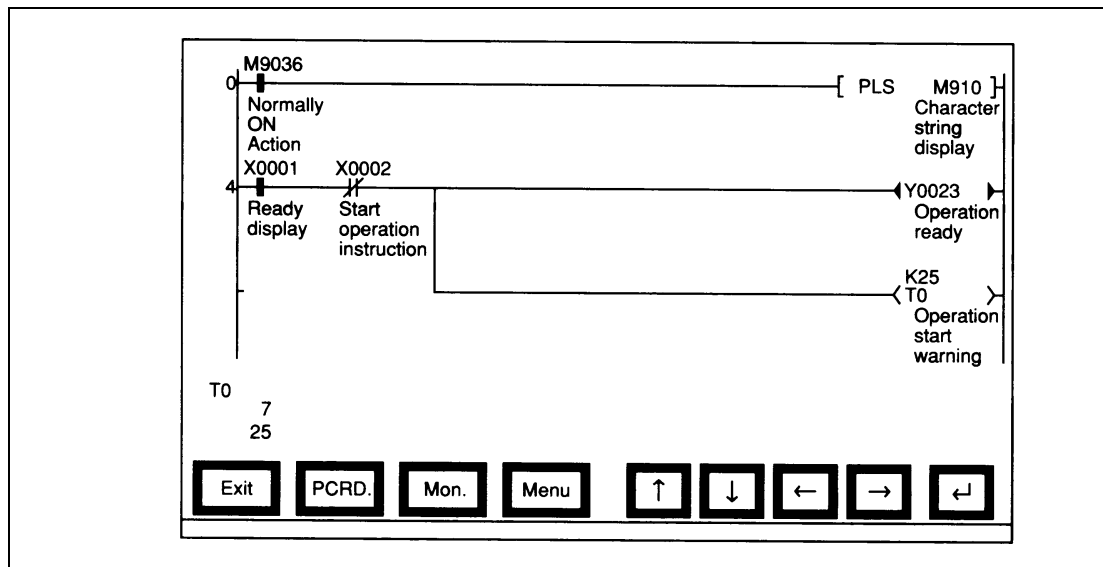 M9036
0 [ PLS M910 ]
Normally
ON
Action
Character
string
display
X0001 X0002
4 Y0023
Ready
display
Start
operation
instruction
Operation
ready
K25
T0
Operation
start
warning
T0
7
25
Exit PCRD. Mon. Menu ↑ ↓ ← → ↵